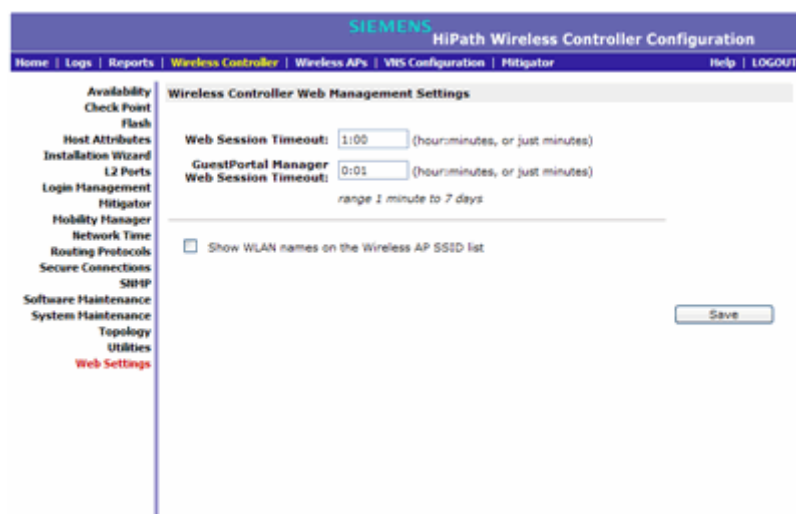 SIEMENS
HiPath Wireless Controller Configuration
Home | Logs | Reports | Wireless Controller | Wireless APs | VNS Configuration | Mitigator Help | LOGOUT
Availability
Check Point
Flash
Host Attributes
Installation Wizard
L2 Ports
Login Management
Mitigator
Mobility Manager
Network Time
Routing Protocols
Secure Connections
SNMP
Software Maintenance
System Maintenance
Topology
Utilities
Web Settings
Wireless Controller Web Management Settings
Web Session Timeout: 1:00 (hour:minutes, or just minutes)
GuestPortal Manager
Web Session Timeout: 0:01 (hour:minutes, or just minutes)
range 1 minute to 7 days
Show WLAN names on the Wireless AP SSID list
Save